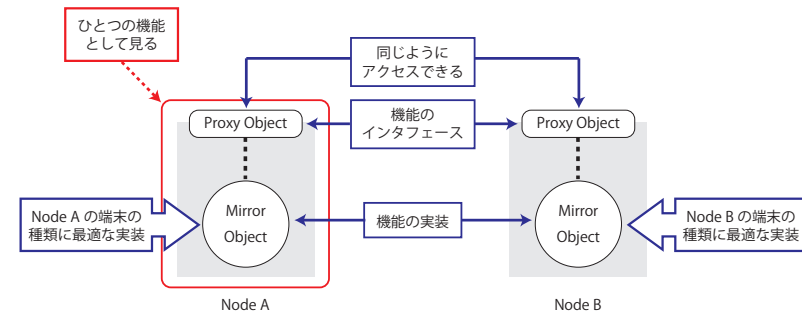 ひとつの機能
として見る
同じように
アクセスできる
Proxy Object
機能の
インタフェース
Proxy Object
Node A の端末の
種類に最適な実装
Mirror
Object
機能の実装
Mirror
Object
Node B の端末の
種類に最適な実装
Node A
Node B